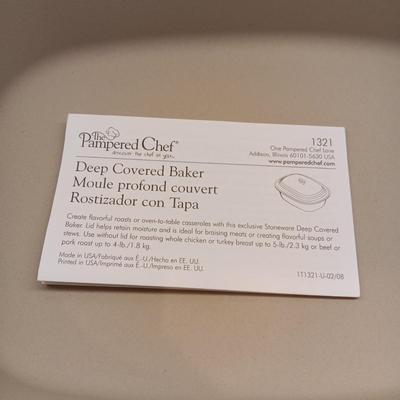 The
Pampered Chef®
discover the chef in you.
1321
One Pampered Chef Lane
Addison, Illinois 60101-5630 USA
www.pamperedchef.com
Deep Covered Baker
Moule profond couvert
Rostizador con Tapa
Create flavorful roasts or oven-to-table casseroles with this exclusive Stoneware Deep Covered
Baker. Lid helps retain moisture and is ideal for braising meats or creating flavorful soups or
stews. Use without lid for roasting whole chicken or turkey breast up to 5-lb./2.3 kg or beef or
pork roast up to 4-lb./1.8 kg.
Made in USA/Fabriqué aux É.-U./Hecho en EE. UU.
Printed in USA/Imprimé aux É.-U./Impreso en EE. UU.
LT1321-U-02/08